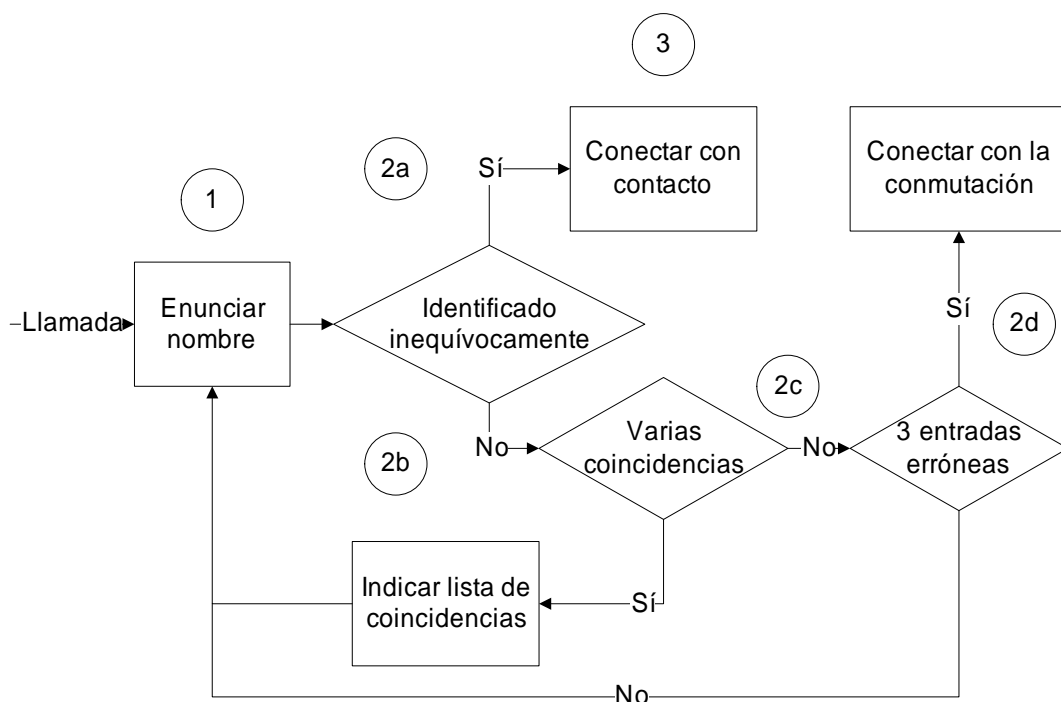 3
Conectar con
contacto
Conectar con la
conmutación
2a
Sí
1
Llamada
Enunciar
nombre
Identificado
inequívocamente
Sí
2d
2c
No
Varias
coincidencias
No
3 entradas
erróneas
2b
Indicar lista de
coincidencias
Sí
No